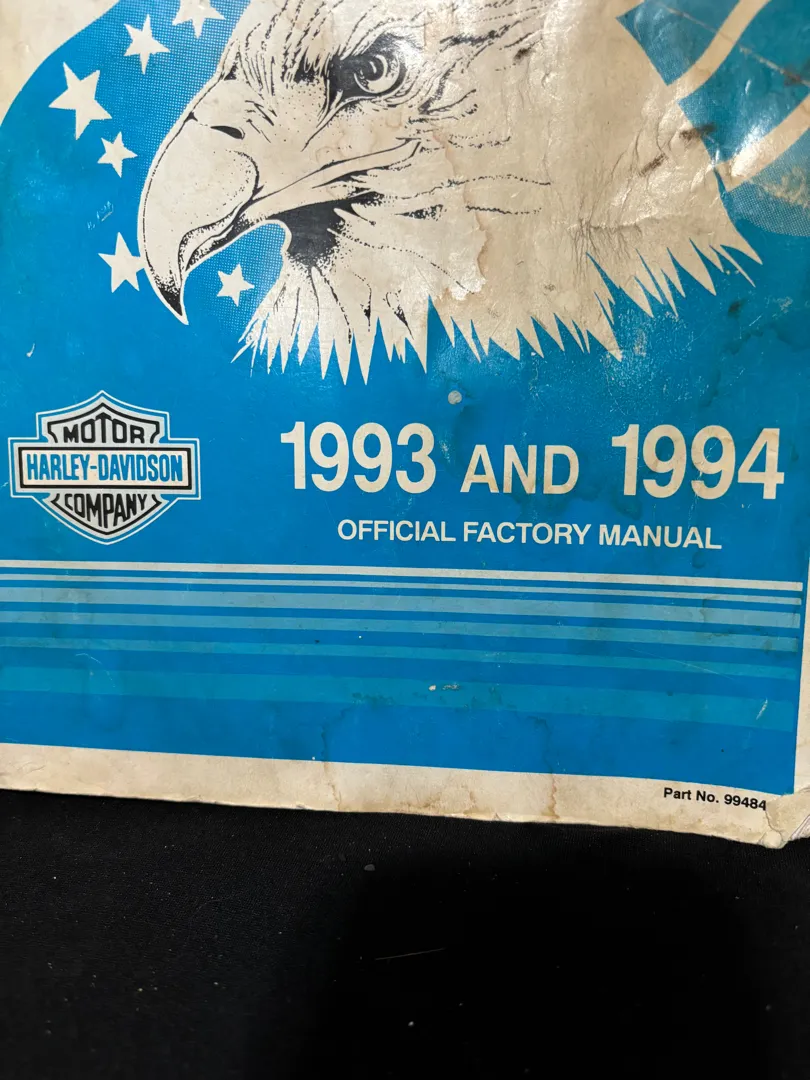 MOTOR
HARLEY-DAVIDSON
COMPANY
1993 AND 1994
OFFICIAL FACTORY MANUAL
Part No. 99484